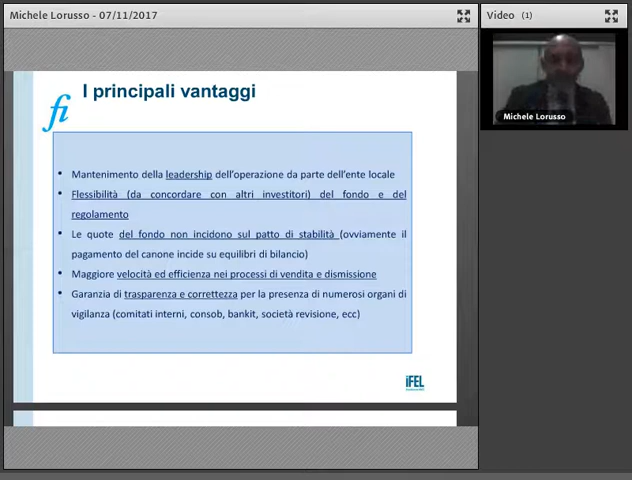 Michele Lorusso - 07/11/2017
Video (1)
Michele Lorusso
fi
I principali vantaggi
• Mantenimento della leadership dell'operazione da parte dell'ente locale
• Flessibilità (da concordare con altri investitori) del fondo e del
regolamento
• Le quote del fondo non incidono sul patto di stabilità (ovviamente il
pagamento del canone incide su equilibri di bilancio)
• Maggiore velocità ed efficienza nei processi di vendita e dismissione
• Garanzia di trasparenza e correttezza per la presenza di numerosi organi di
vigilanza (comitati interni, consob, bankit, società revisione, ecc)
iFEL